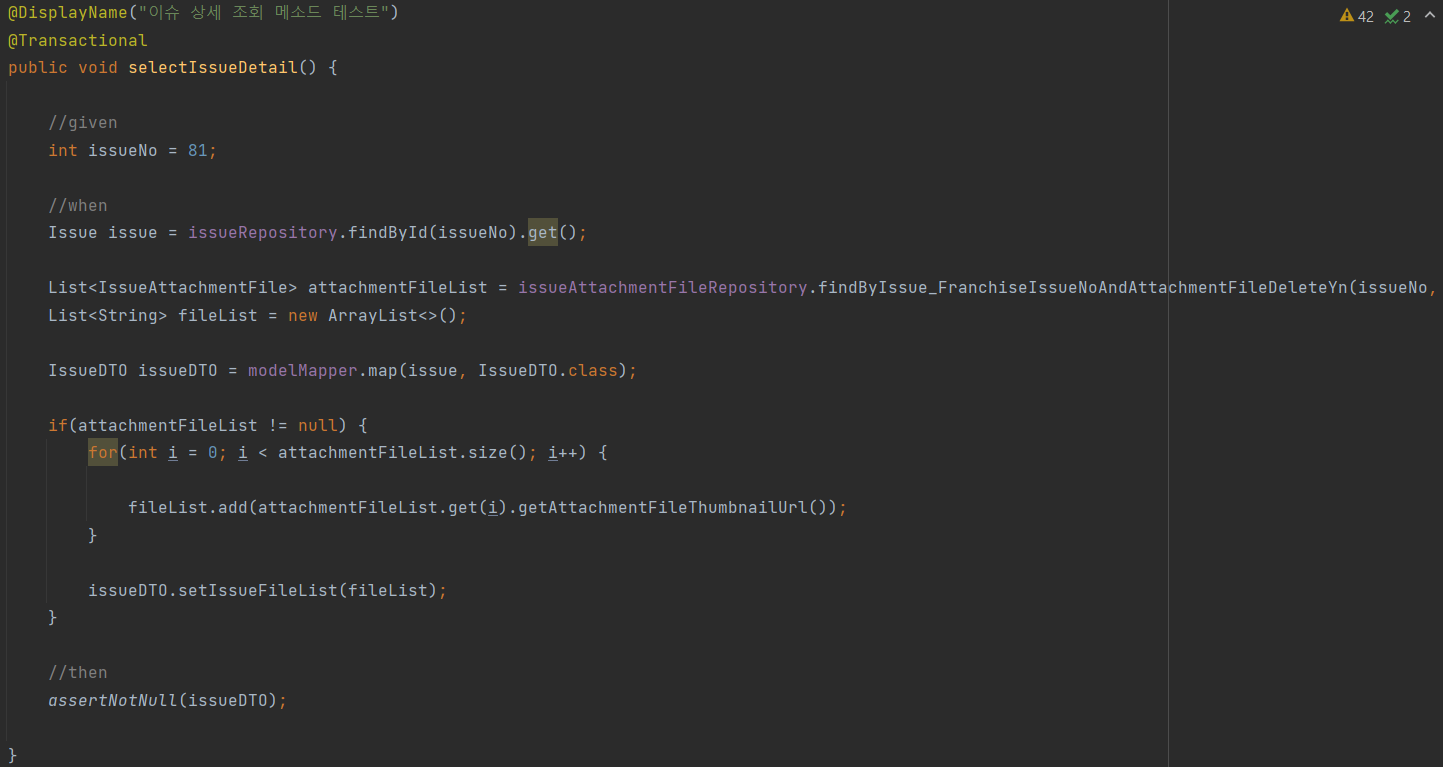 @DisplayName("이슈 상세 조회 메소드 테스트")
42 2
@Transactional
public void selectIssueDetail() {
//given
int issueNo = 81;
//when
Issue issue = issueRepository.findById(issueNo).get();
List<IssueAttachmentFile> attachmentFileList = issueAttachmentFileRepository.findByIssue_FranchiseIssueNoAndAttachmentFileDeleteYn(issueNo,
List<String> fileList = new ArrayList<>();
IssueDTO issueDTO = modelMapper.map(issue, IssueDTO.class);
if(attachmentFileList != null) {
for(int i = 0; i < attachmentFileList.size(); i++) {
fileList.add(attachmentFileList.get(i).getAttachmentFileThumbnailUrl());
}
issueDTO.setIssueFileList(fileList);
}
//then
assertNotNull(issueDTO);
}